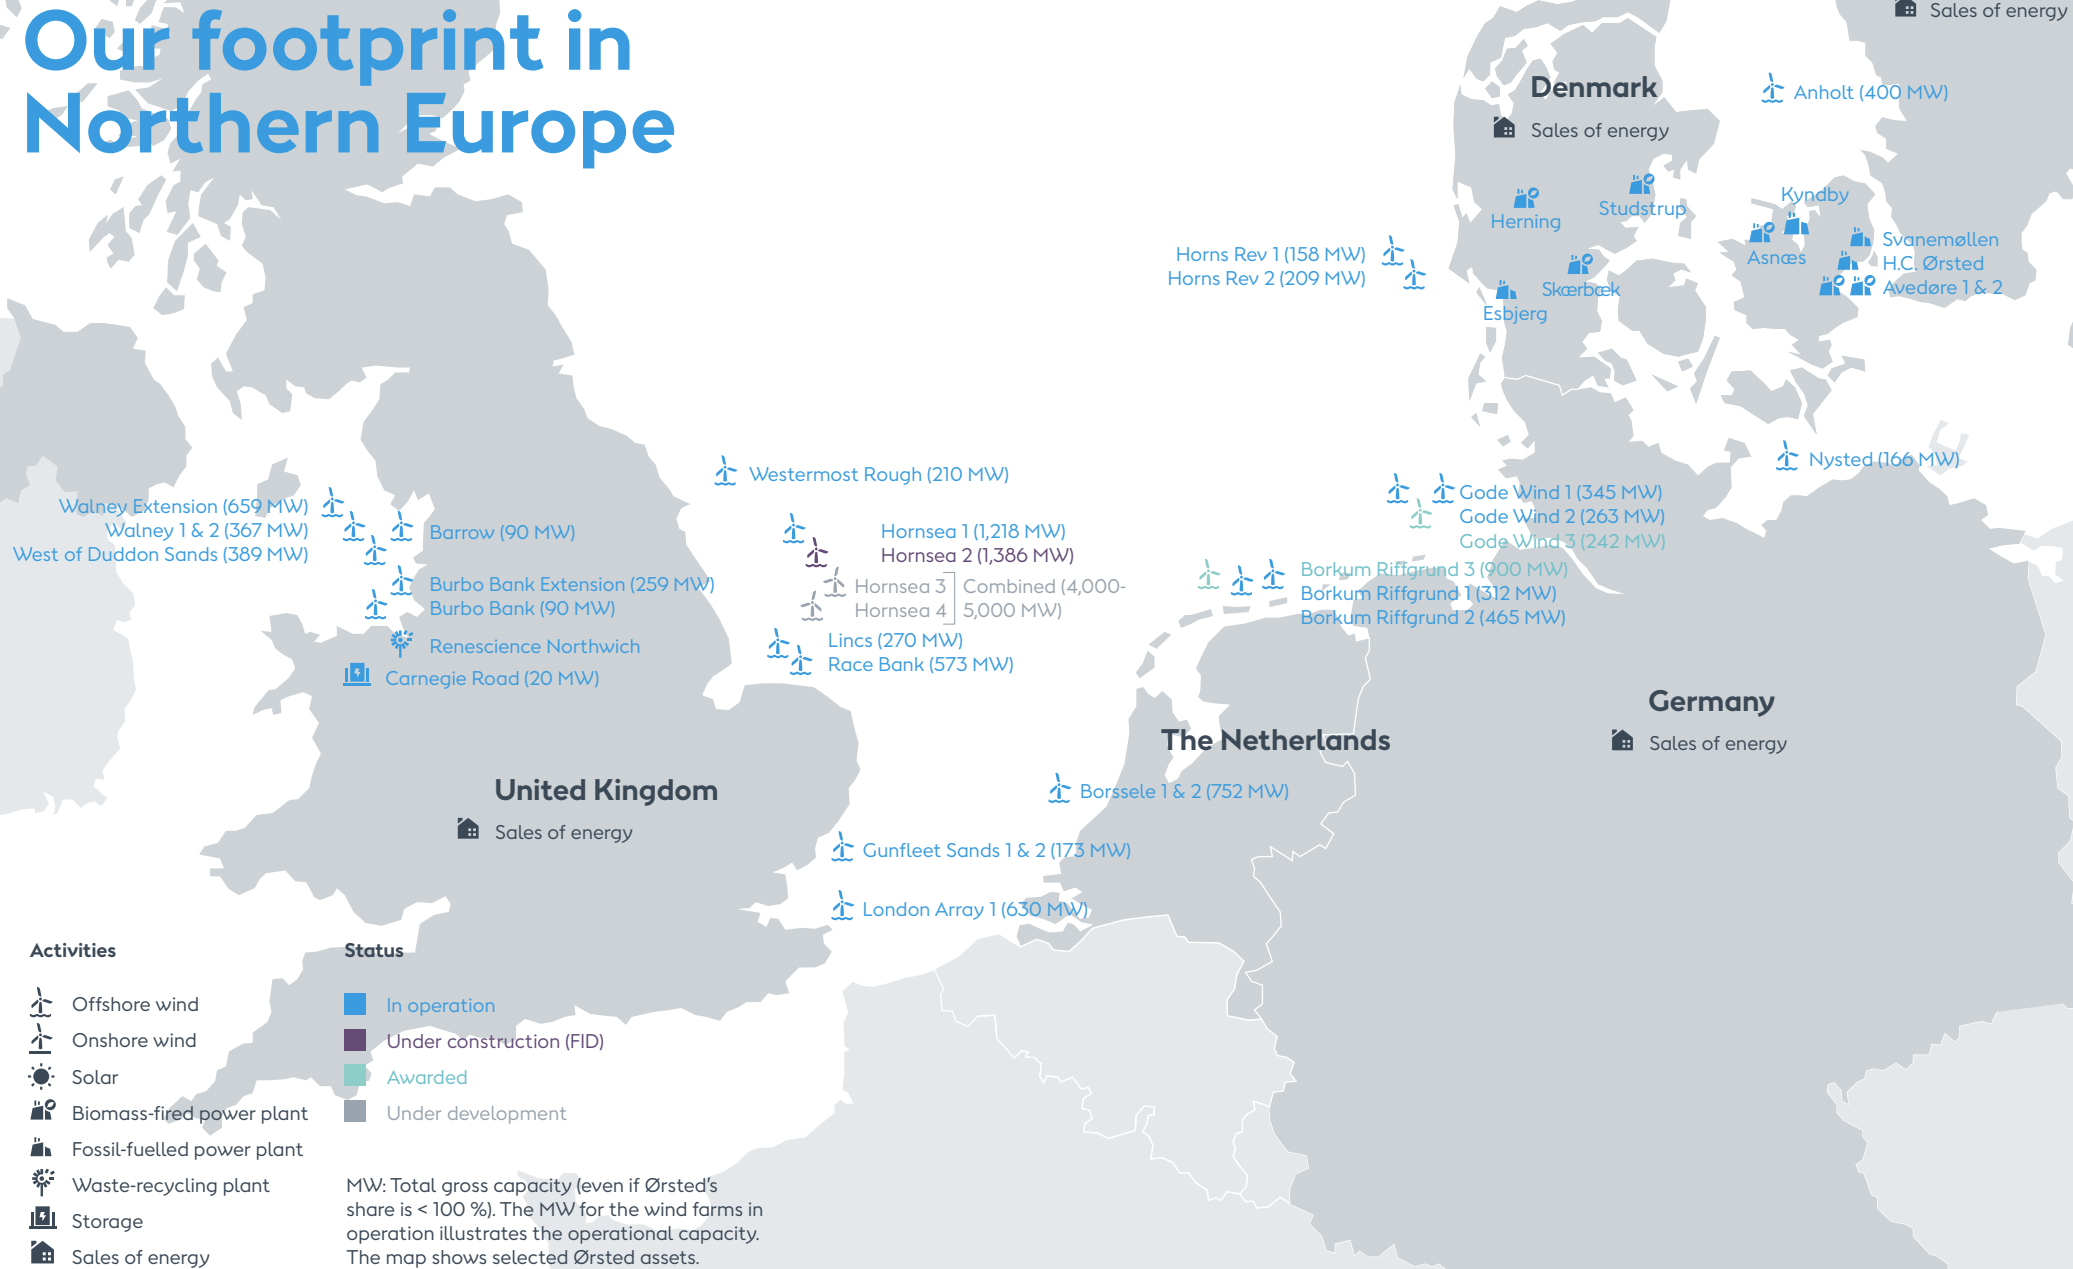 Our footprint in
Northern Europe
Sales of energy
Denmark
Sales of energy
Anholt (400 MW)
Kyndby
Studstrup
Herning
Asnæs
Svanemøllen
H.C. Ørsted
Avedøre 1 & 2
Skærbæk
Esbjerg
Horns Rev 1 (158 MW)
Horns Rev 2 (209 MW)
Nysted (166 MW)
Westermost Rough (210 MW)
Walney Extension (659 MW)
Walney 1 & 2 (367 MW)
West of Duddon Sands (389 MW)
Barrow (90 MW)
Burbo Bank Extension (259 MW)
Burbo Bank (90 MW)
Renescience Northwich
Carnegie Road (20 MW)
Hornsea 1 (1,218 MW)
Hornsea 2 (1,386 MW)
Hornsea 3
Hornsea 4
Combined (4,000-
5,000 MW)
Lincs (270 MW)
Race Bank (573 MW)
Gode Wind 1 (345 MW)
Gode Wind 2 (263 MW)
Gode Wind 3 (242 MW)
Borkum Riffgrund 3 (900 MW)
Borkum Riffgrund 1 (312 MW)
Borkum Riffgrund 2 (465 MW)
Germany
Sales of energy
The Netherlands
Borssele 1 & 2 (752 MW)
United Kingdom
Sales of energy
Gunfleet Sands 1 & 2 (173 MW)
London Array 1 (630 MW)
Activities
Offshore wind
Onshore wind
Solar
Biomass-fired power plant
Fossil-fuelled power plant
Waste-recycling plant
Storage
Sales of energy
Status
In operation
Under construction (FID)
Awarded
Under development
MW: Total gross capacity (even if Ørsted's
share is < 100 %). The MW for the wind farms in
operation illustrates the operational capacity.
The map shows selected Ørsted assets.